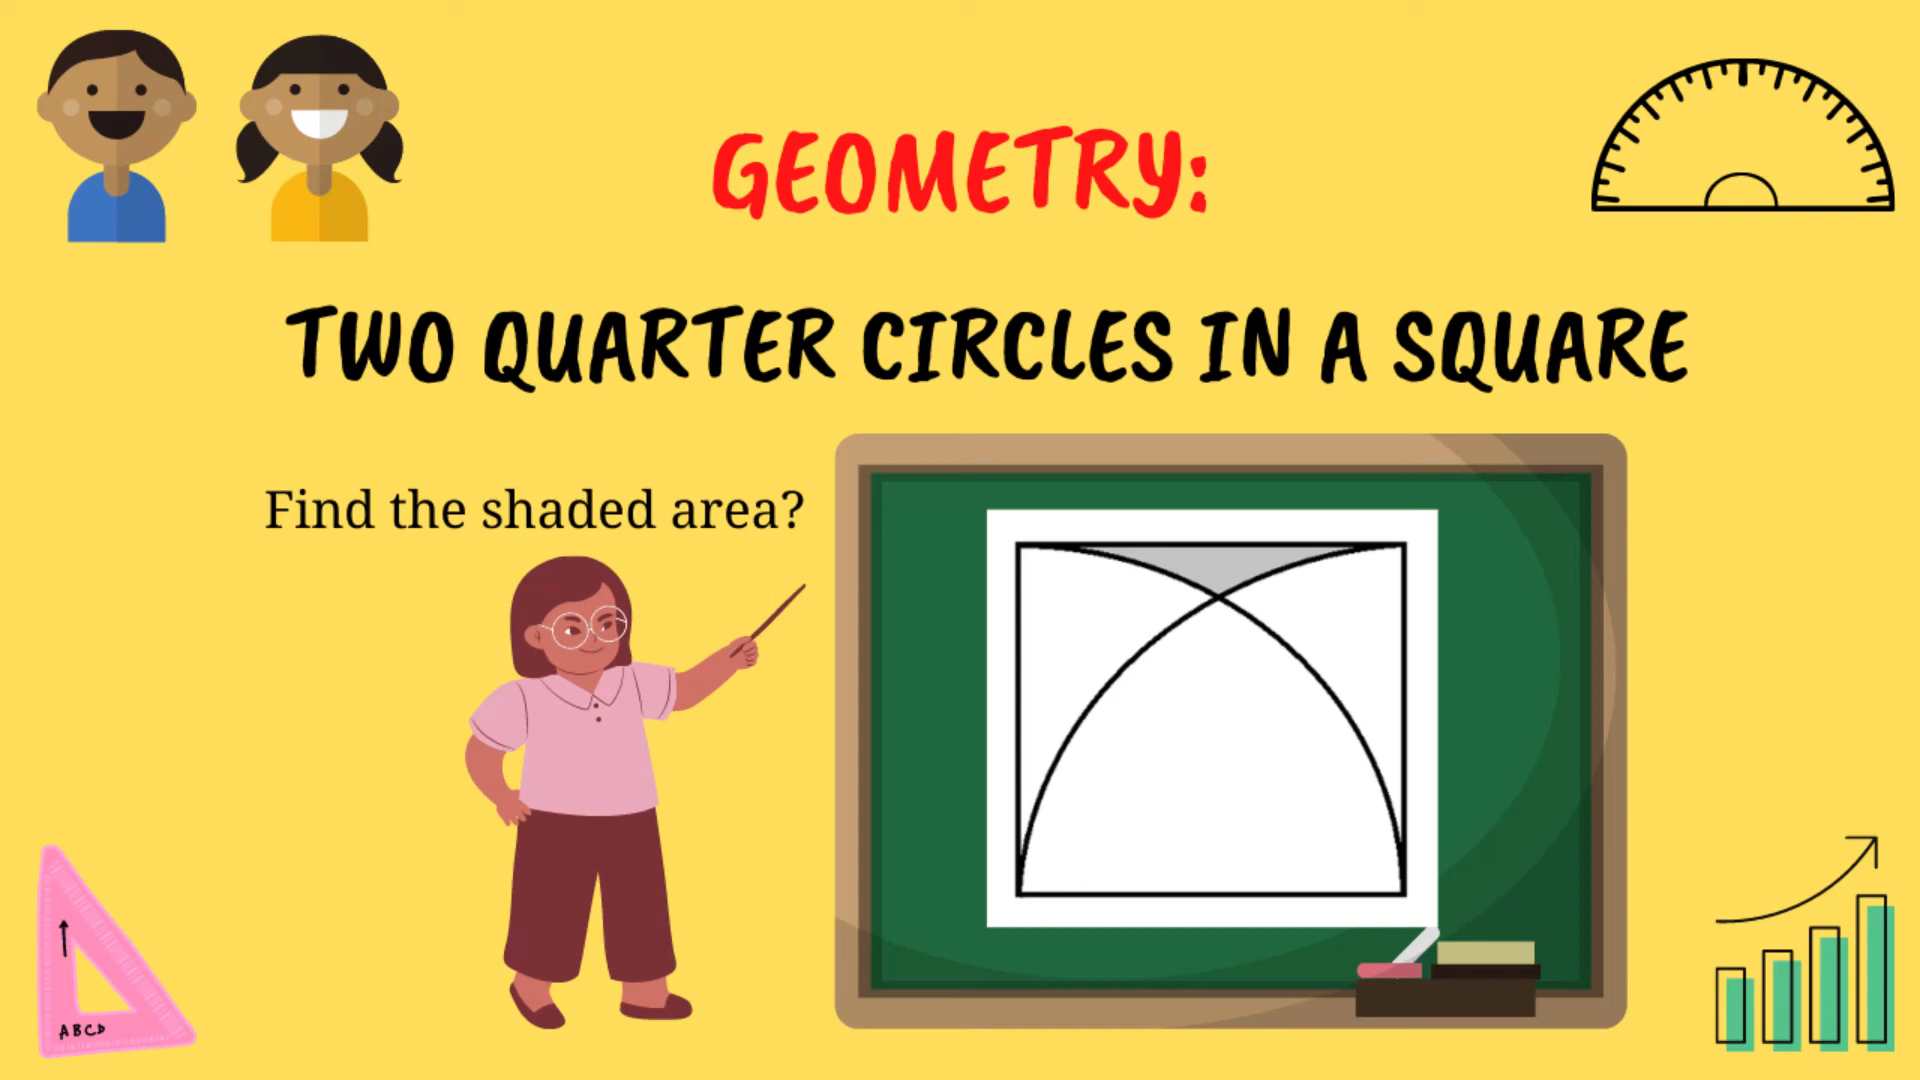 GEOMETRY:
TWO QUARTER CIRCLES IN A SQUARE
Find the shaded area?
ABCD